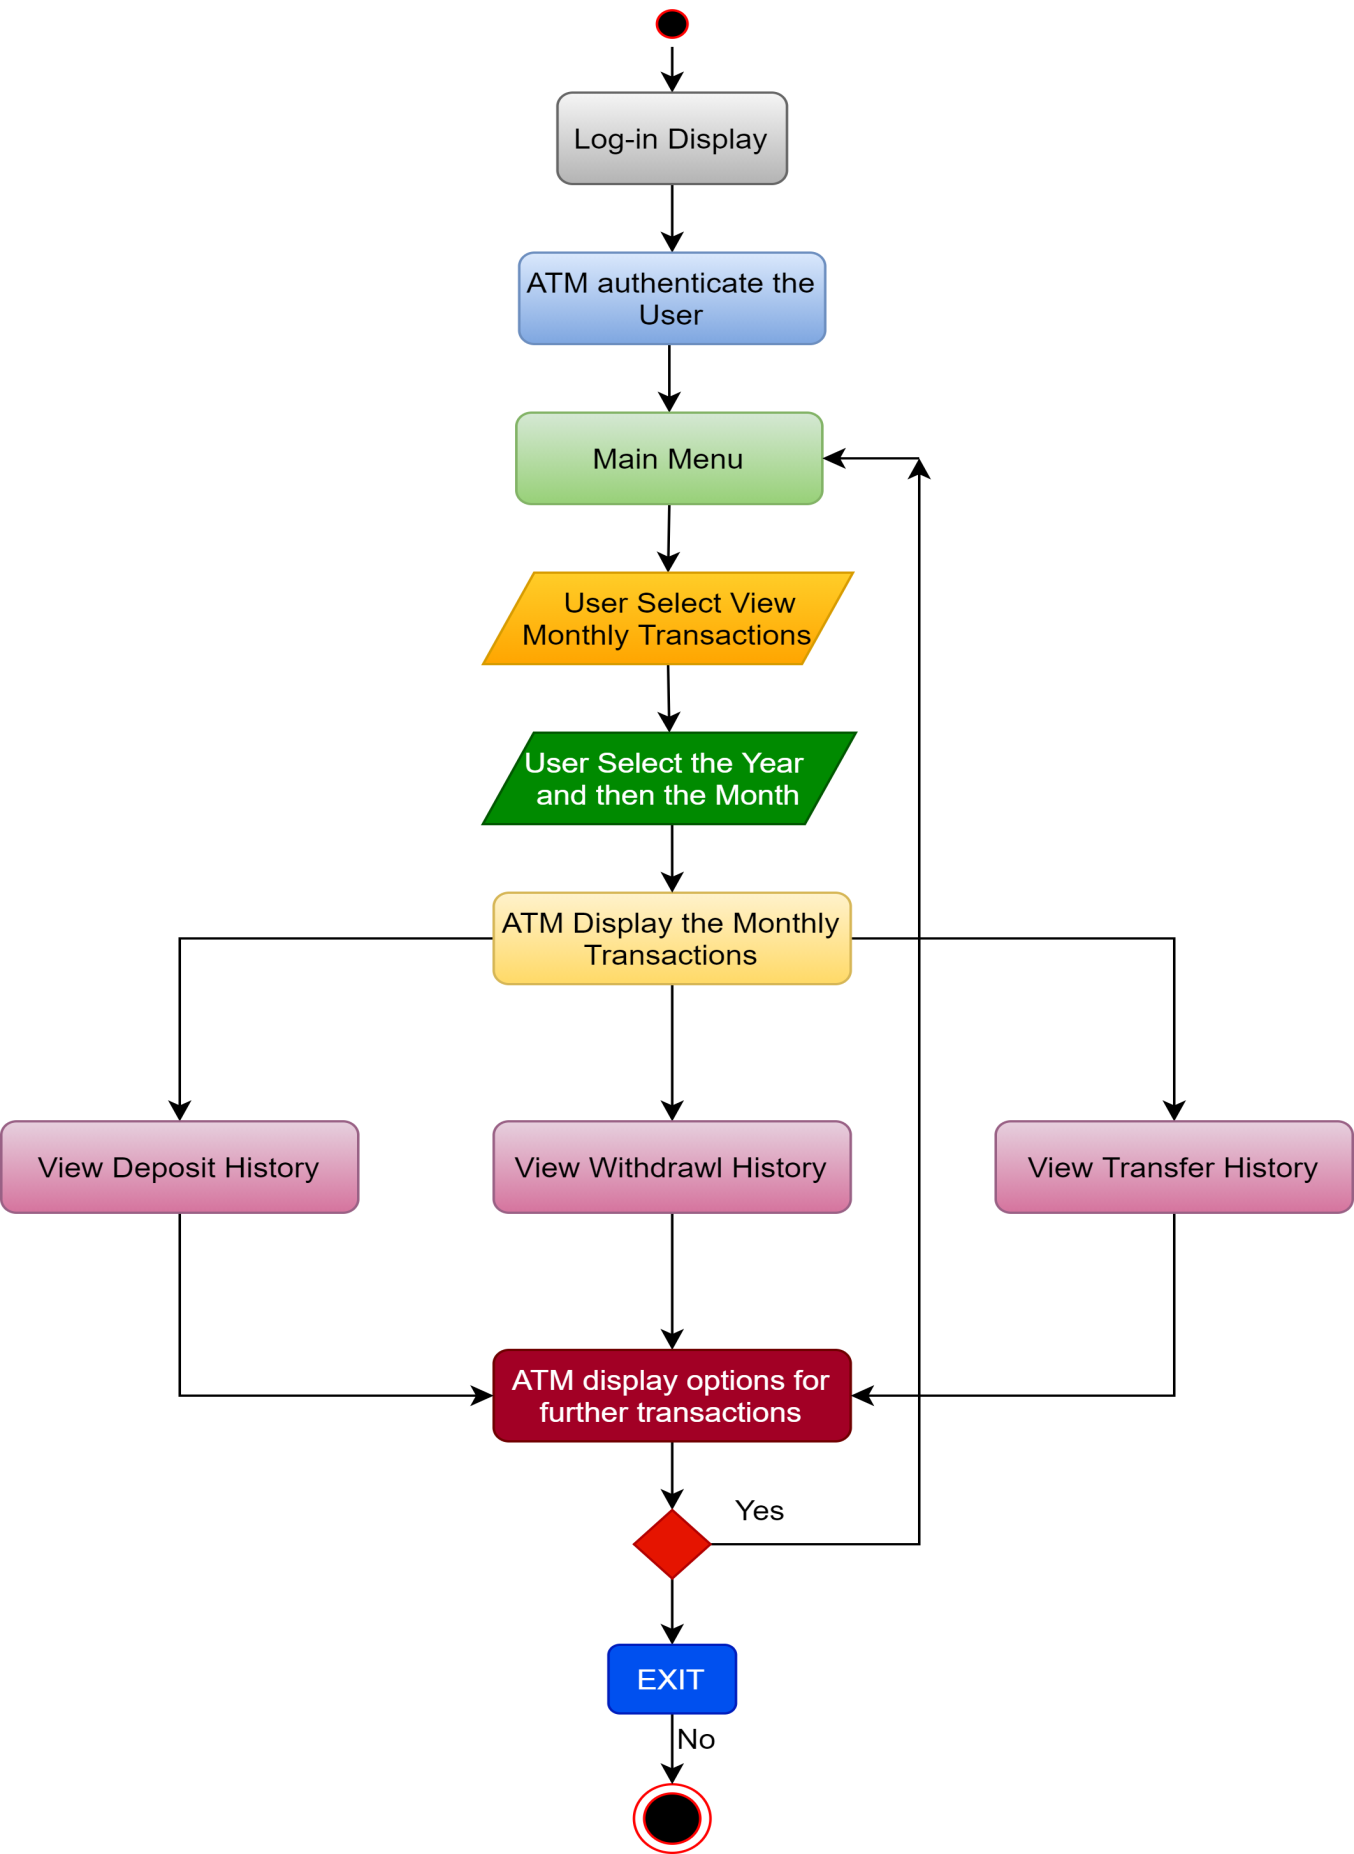 Log-in Display
ATM authenticate the
User
Main Menu
User Select View
Monthly Transactions
User Select the Year
and then the Month
ATM Display the Monthly
Transactions
View Deposit History
View Withdrawl History
View Transfer History
ATM display options for
further transactions
Yes
EXIT
No